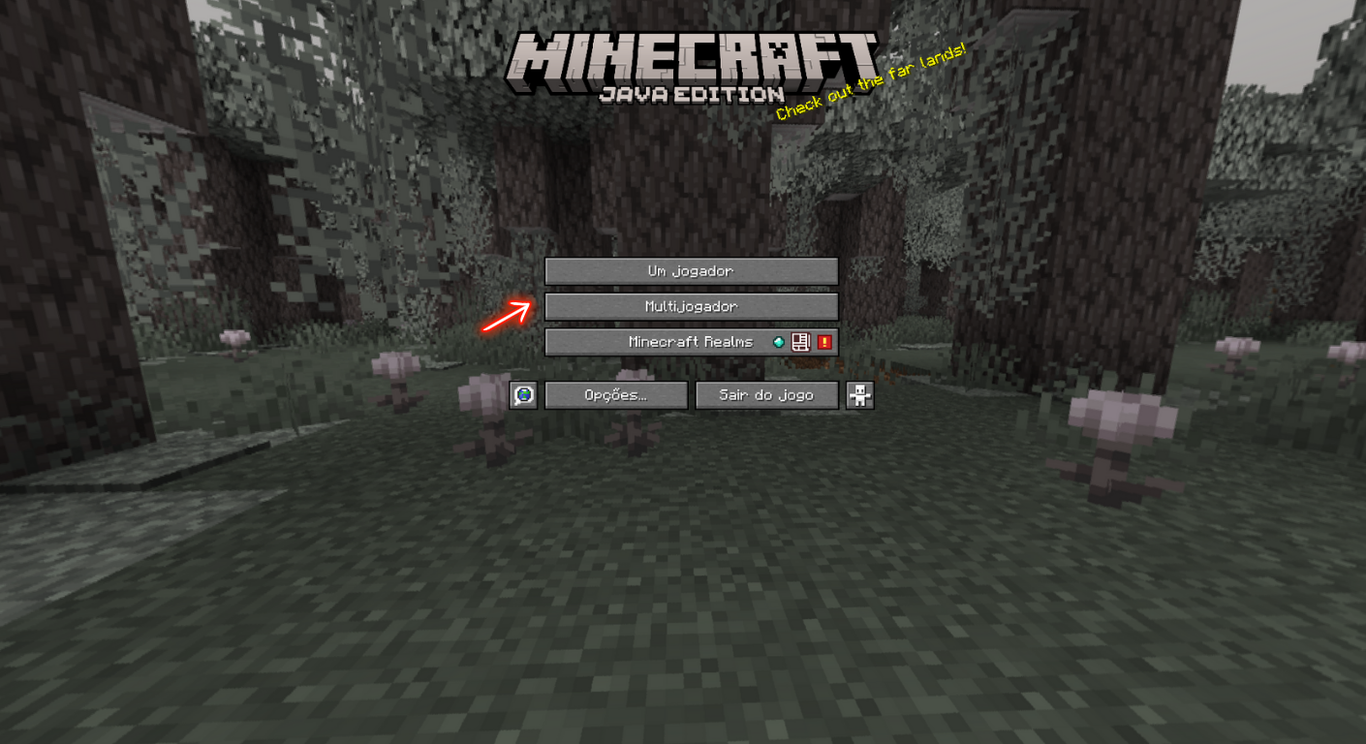 MINECRAFT
JAVA EDITION
Check out the far lands!
Um jogador
Multijogador
Minecraft Realms
Opções...
Sair do jogo